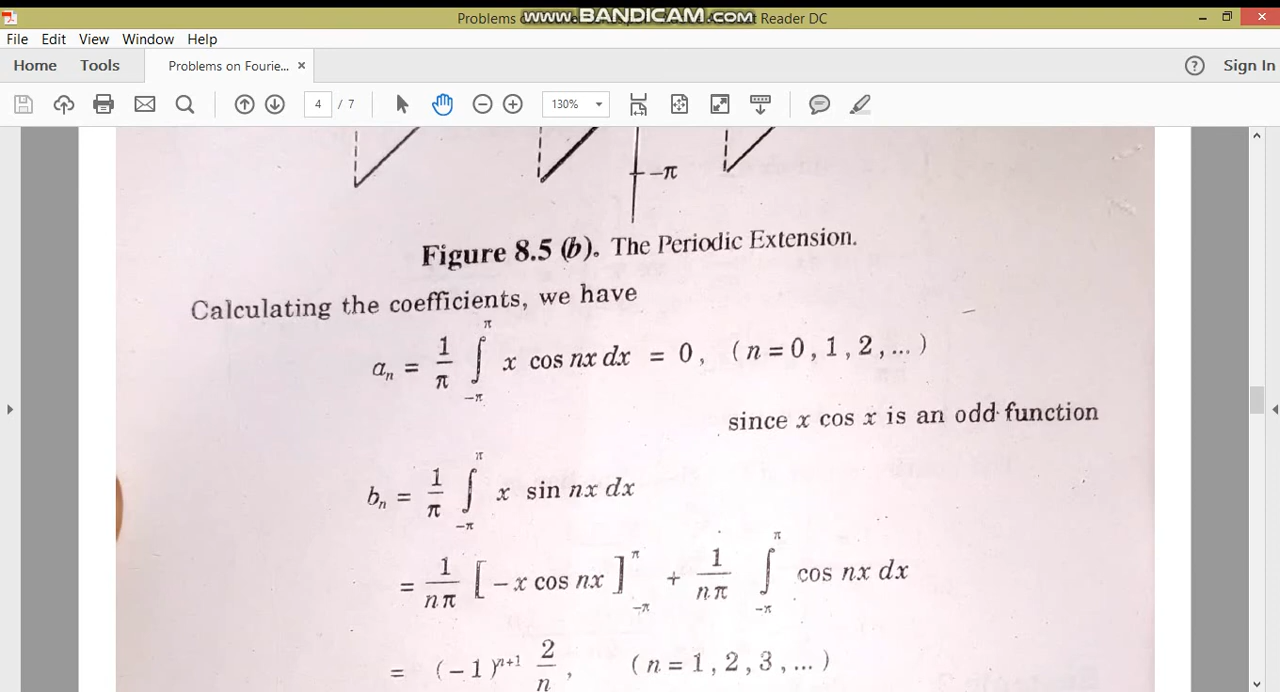 www.BANDICAM.com
Problems t Reader DC
File Edit View Window Help
Home Tools Problems on Fourie... × ? Sign In
4 / 7 130%
−π
Figure 8.5 (b). The Periodic Extension.
Calculating the coefficients, we have
aₙ = 1/π ∫_{−π}^{π} x cos nx dx = 0, (n = 0, 1, 2, ...)
since x cos x is an odd function
bₙ = 1/π ∫_{−π}^{π} x sin nx dx
= 1/nπ [− x cos nx]_{−π}^{π} + 1/nπ ∫_{−π}^{π} cos nx dx
= (−1)ⁿ⁺¹ 2/n, (n = 1, 2, 3, ...)